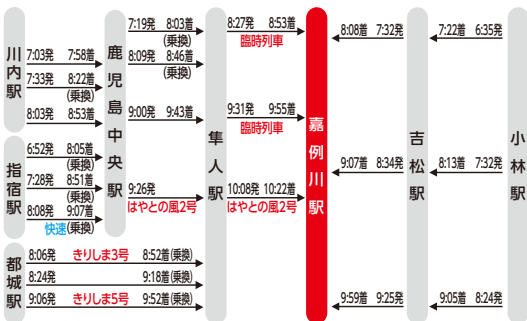 川内駅
7:03発 7:58着
7:33発 8:22着
(乗換)
8:03発 8:53着
指宿駅
6:52発 8:05着
(乗換)
7:28発 8:51着
(乗換)
8:08発 9:07着
快速(乗換)
都城駅
8:06発 きりしま3号 8:52着(乗換)
8:24発 9:18着(乗換)
9:06発 きりしま5号 9:52着(乗換)
鹿児島中央駅
7:19発 8:03着
(乗換)
8:09発 8:46着
(乗換)
9:00発 9:43着
9:26発
はやとの風2号
隼人駅
8:27発 8:53着
臨時列車
9:31発 9:55着
臨時列車
10:08発 10:22着
はやとの風2号
嘉例川駅
8:08着 7:32発
9:07着 8:34発
9:59着 9:25発
吉松駅
7:22着 6:35発
8:13着 7:32発
9:05着 8:24発
小林駅